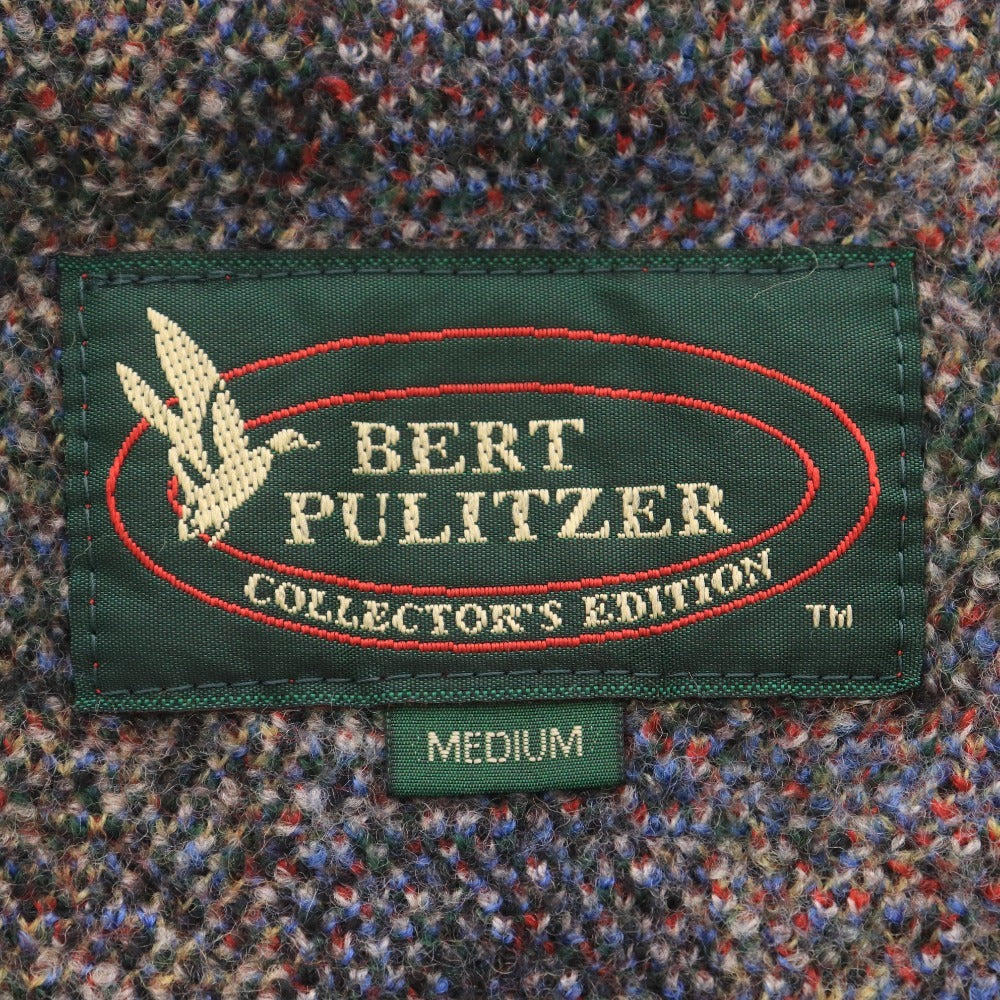 BERT
PULITZER
COLLECTOR'S EDITION
TM
MEDIUM